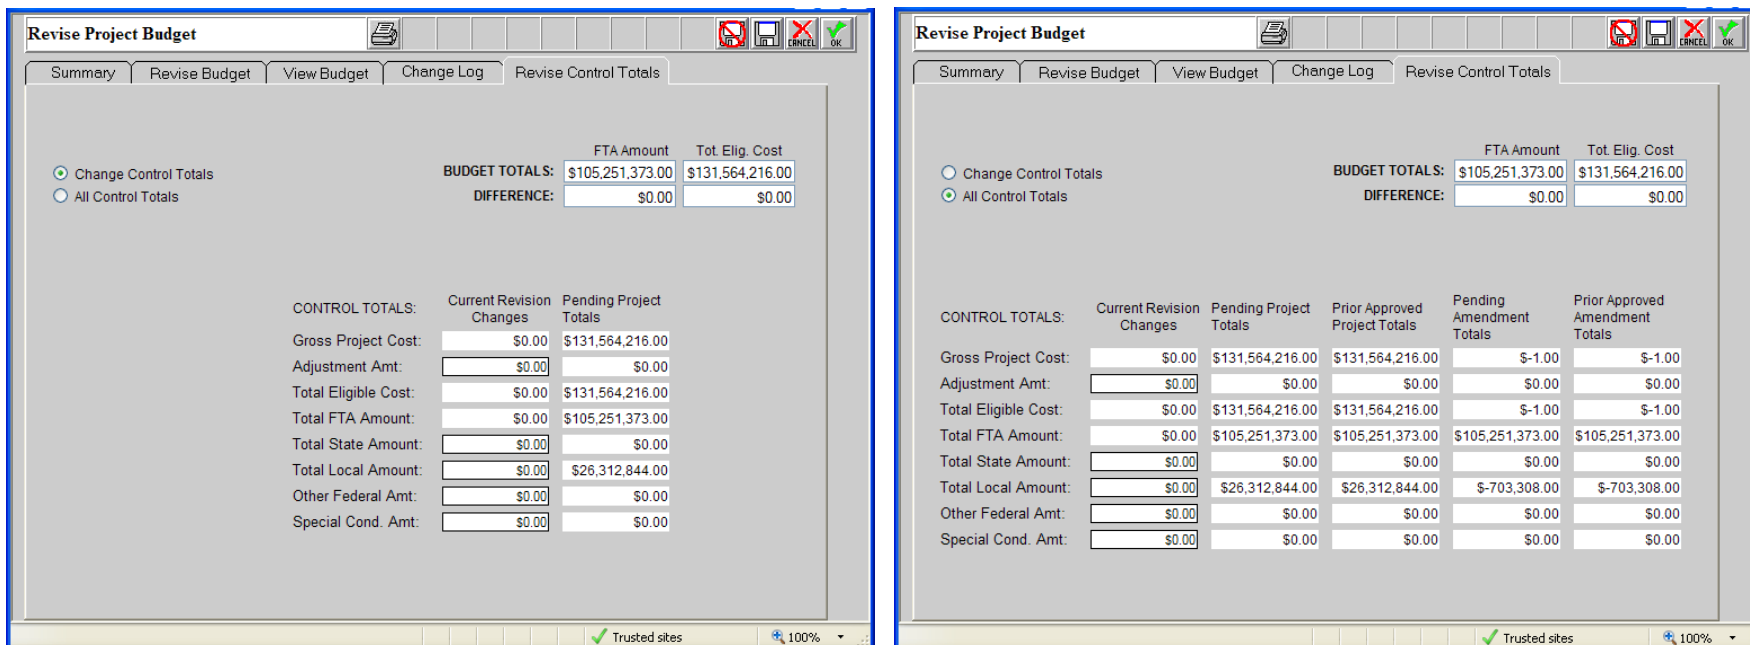 Revise Project Budget
CANCEL OK
Summary Revise Budget View Budget Change Log Revise Control Totals
FTA Amount Tot. Elig. Cost
Change Control Totals BUDGET TOTALS: $105,251,373.00 $131,564,216.00
All Control Totals DIFFERENCE: $0.00 $0.00
CONTROL TOTALS: Current Revision Changes Pending Project Totals
Gross Project Cost: $0.00 $131,564,216.00
Adjustment Amt: $0.00 $0.00
Total Eligible Cost: $0.00 $131,564,216.00
Total FTA Amount: $0.00 $105,251,373.00
Total State Amount: $0.00 $0.00
Total Local Amount: $0.00 $26,312,844.00
Other Federal Amt: $0.00 $0.00
Special Cond. Amt: $0.00 $0.00
Trusted sites 100%
Revise Project Budget
CANCEL OK
Summary Revise Budget View Budget Change Log Revise Control Totals
FTA Amount Tot. Elig. Cost
Change Control Totals BUDGET TOTALS: $105,251,373.00 $131,564,216.00
All Control Totals DIFFERENCE: $0.00 $0.00
CONTROL TOTALS: Current Revision Changes Pending Project Totals Prior Approved Project Totals Pending Amendment Totals Prior Approved Amendment Totals
Gross Project Cost: $0.00 $131,564,216.00 $131,564,216.00 $-1.00 $-1.00
Adjustment Amt: $0.00 $0.00 $0.00 $0.00 $0.00
Total Eligible Cost: $0.00 $131,564,216.00 $131,564,216.00 $-1.00 $-1.00
Total FTA Amount: $0.00 $105,251,373.00 $105,251,373.00 $105,251,373.00 $105,251,373.00
Total State Amount: $0.00 $0.00 $0.00 $0.00 $0.00
Total Local Amount: $0.00 $26,312,844.00 $26,312,844.00 $-703,308.00 $-703,308.00
Other Federal Amt: $0.00 $0.00 $0.00 $0.00 $0.00
Special Cond. Amt: $0.00 $0.00 $0.00 $0.00 $0.00
Trusted sites 100%